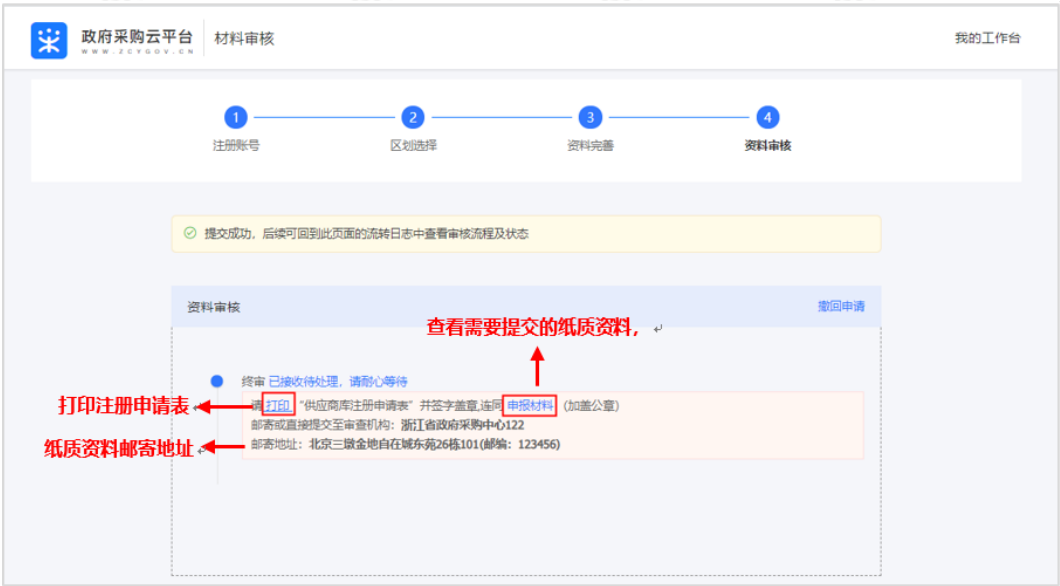 政府采购云平台 材料审核 我的工作台
WWW.ZCYGOV.CN
1 2 3 4
注册账号 区划选择 资料完善 资料审核
提交成功，后续可回到此页面的流转日志中查看审核流程及状态
资料审核 撤回申请
查看需要提交的纸质资料，
终审 已接收待处理，请耐心等待
打印注册申请表
请 打印 “供应商库注册申请表” 并签字盖章,连同 申报材料 (加盖公章)
邮寄或直接提交至审查机构：浙江省政府采购中心122
纸质资料邮寄地址
邮寄地址：北京三墩金地自在城东苑26栋101(邮编：123456)